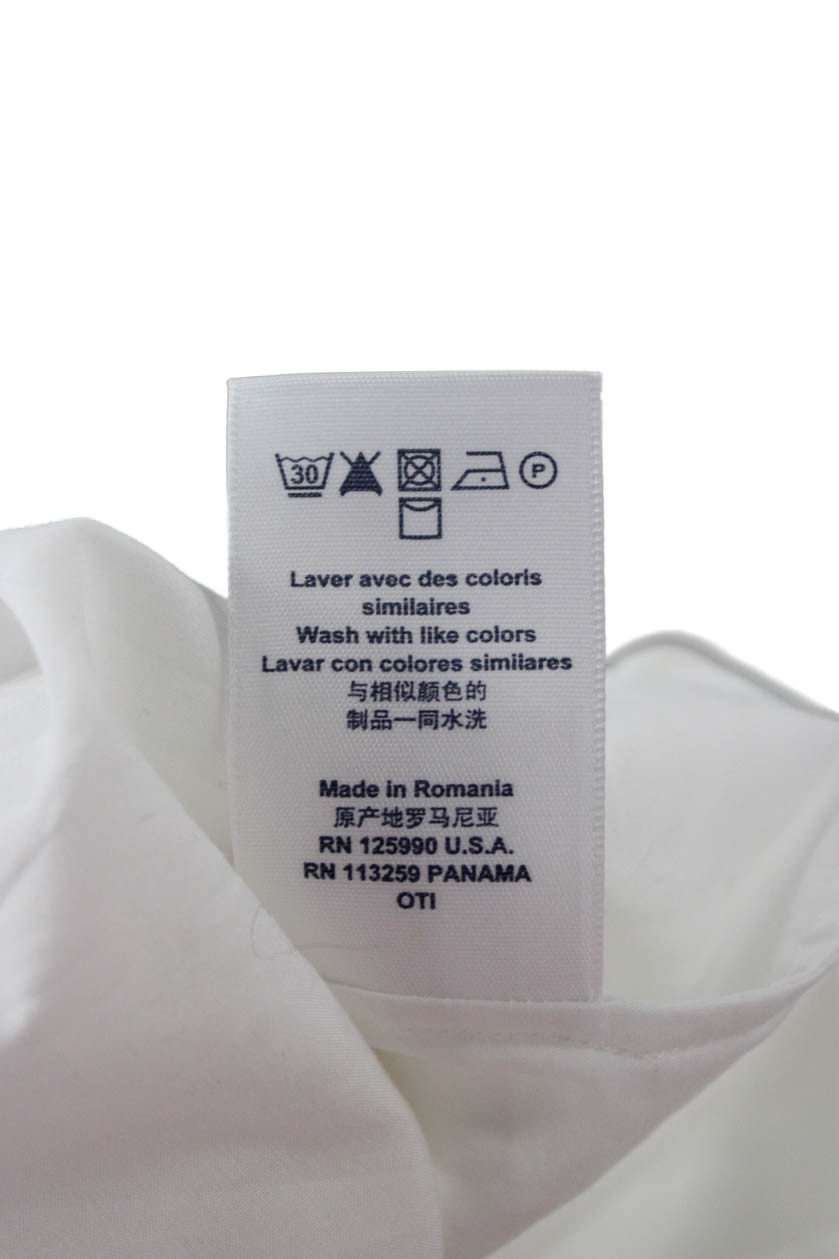 30 P
Laver avec des coloris
similaires
Wash with like colors
Lavar con colores similares
与相似颜色的
制品一同水洗
Made in Romania
原产地罗马尼亚
RN 125990 U.S.A.
RN 113259 PANAMA
OTI